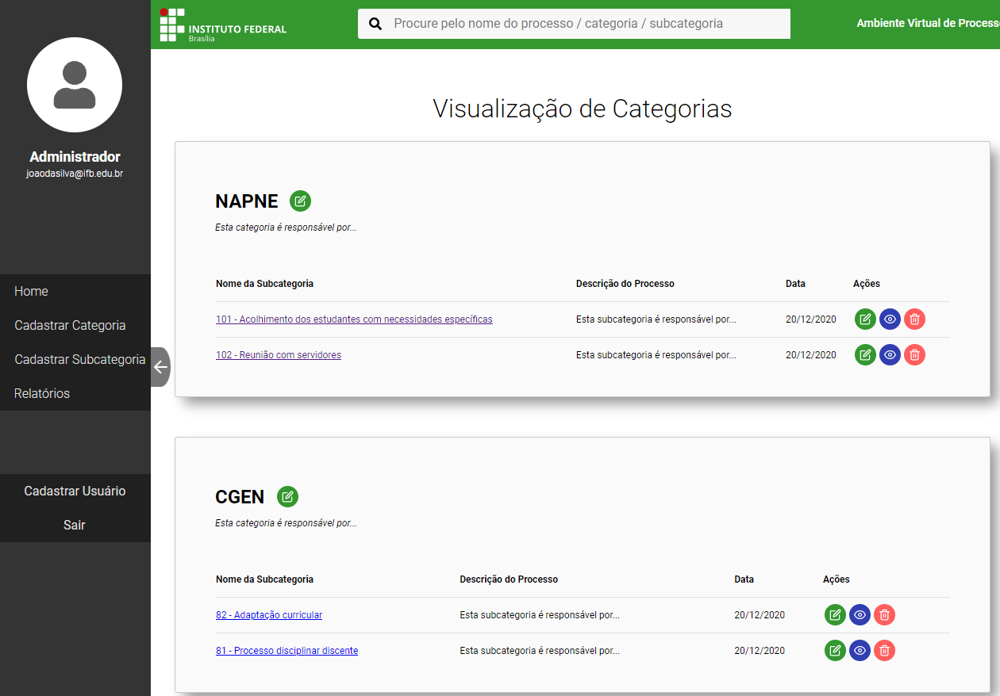 INSTITUTO FEDERAL
Brasília
Procure pelo nome do processo / categoria / subcategoria
Ambiente Virtual de Process
Administrador
joaodasilva@ifb.edu.br
Home
Cadastrar Categoria
Cadastrar Subcategoria
Relatórios
Cadastrar Usuário
Sair
Visualização de Categorias
NAPNE
Esta categoria é responsável por...
Nome da Subcategoria Descrição do Processo Data Ações
101 - Acolhimento dos estudantes com necessidades específicas Esta subcategoria é responsável por... 20/12/2020
102 - Reunião com servidores Esta subcategoria é responsável por... 20/12/2020
CGEN
Esta categoria é responsável por...
Nome da Subcategoria Descrição do Processo Data Ações
82 - Adaptação curricular Esta subcategoria é responsável por... 20/12/2020
81 - Processo disciplinar discente Esta subcategoria é responsável por... 20/12/2020